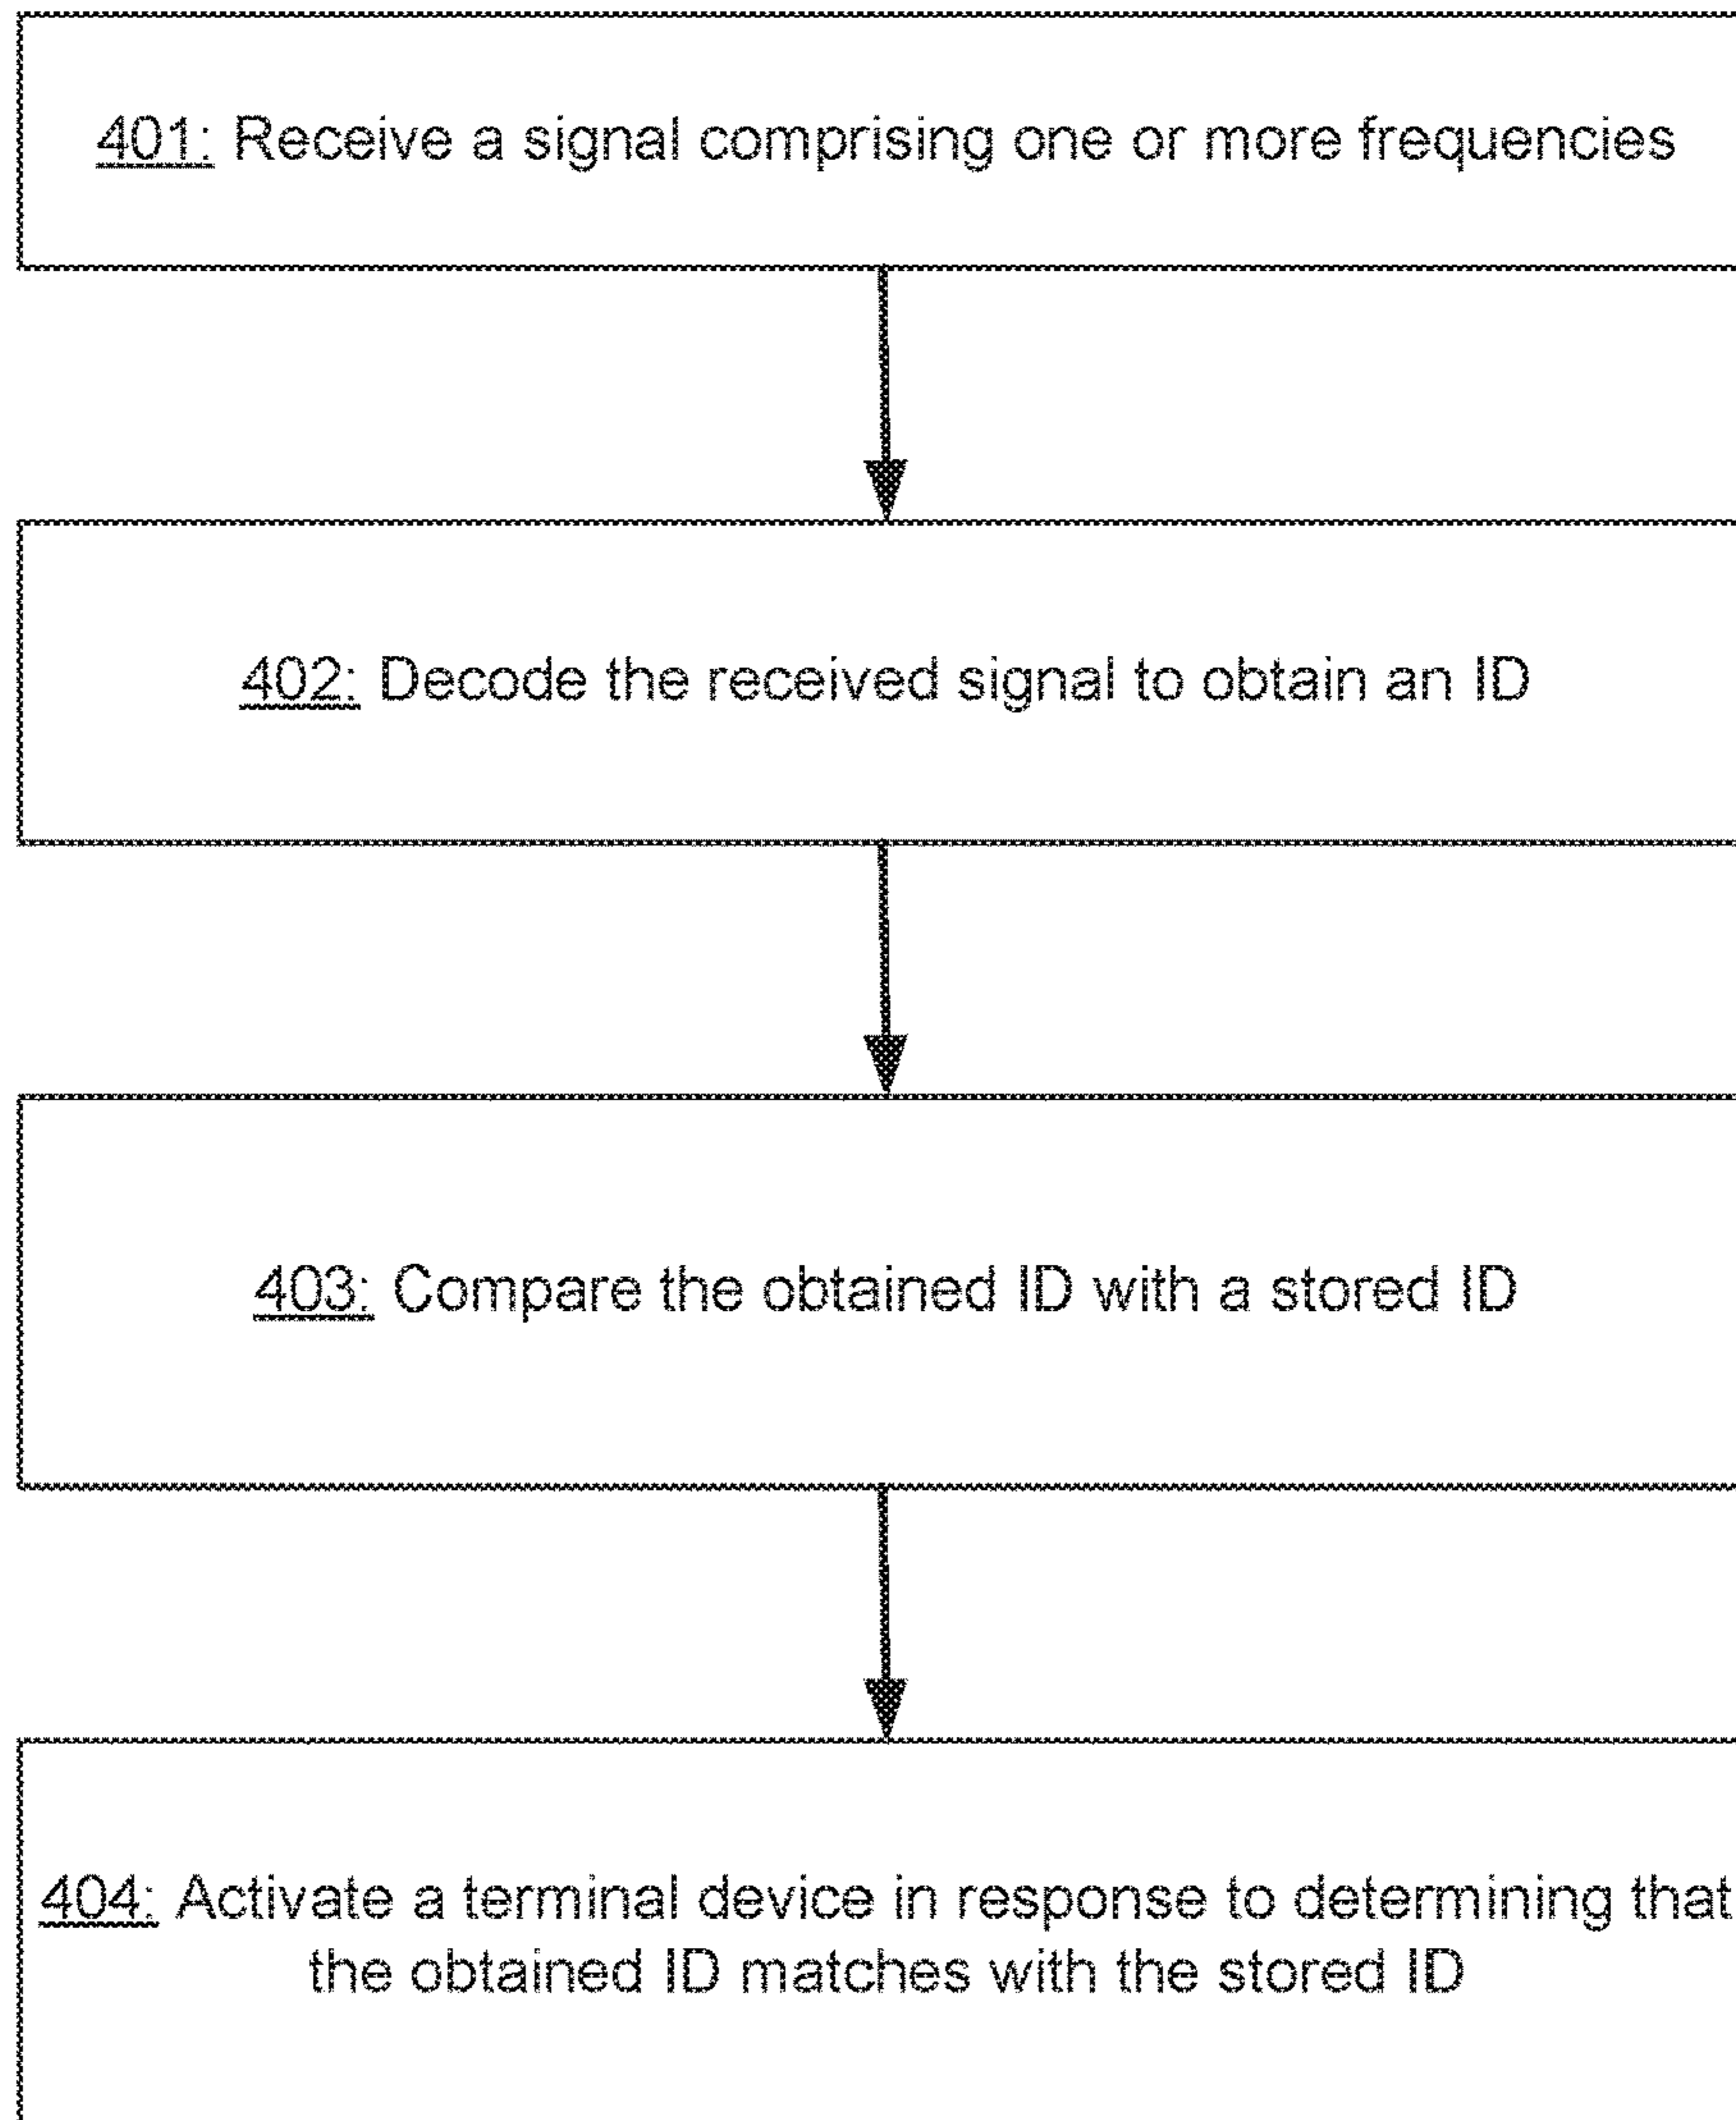 401: Receive a signal comprising one or more frequencies
402: Decode the received signal to obtain an ID
403: Compare the obtained ID with a stored ID
404: Activate a terminal device in response to determining that
the obtained ID matches with the stored ID